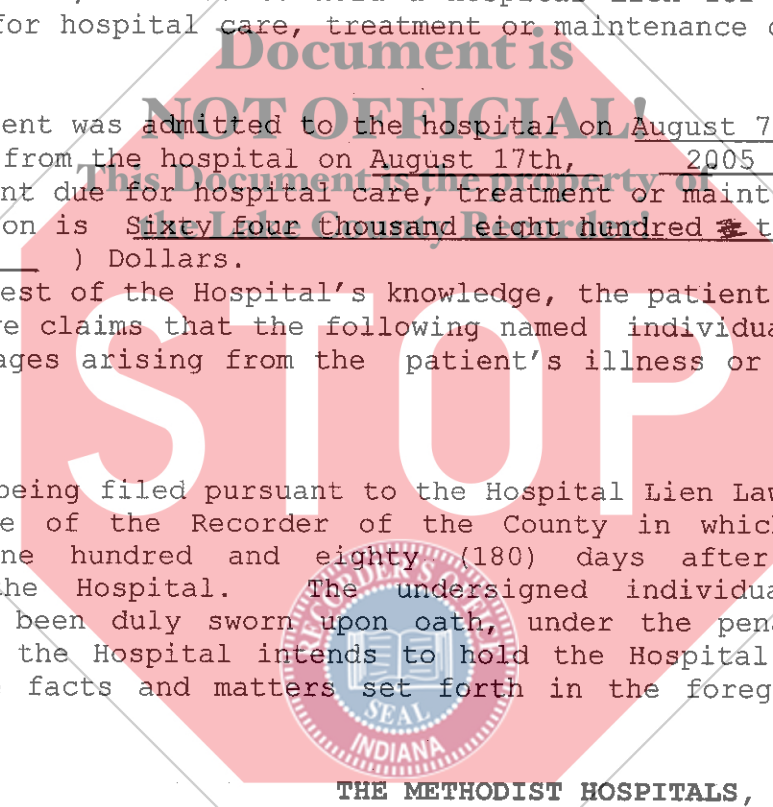 for hospital care, treatment or maintenance
Document is
NOT OFFICIAL!
ent was admitted to the hospital on August 7
from the hospital on August 17th, 2005
This Document is the property of
nt due for hospital care, treatment or maint
the Lake County Recorder!
on is Sixty four thousand eight hundred t
) Dollars.
est of the Hospital's knowledge, the patient
e claims that the following named individua
ages arising from the patient's illness or
STOP
being filed pursuant to the Hospital Lien Law
e of the Recorder of the County in which
ne hundred and eighty (180) days after
the Hospital. The undersigned individua
been duly sworn upon oath, under the pena
the Hospital intends to hold the Hospital
facts and matters set forth in the foreg
RECORDER'S OFFICE
SEAL
INDIANA
THE METHODIST HOSPITALS,